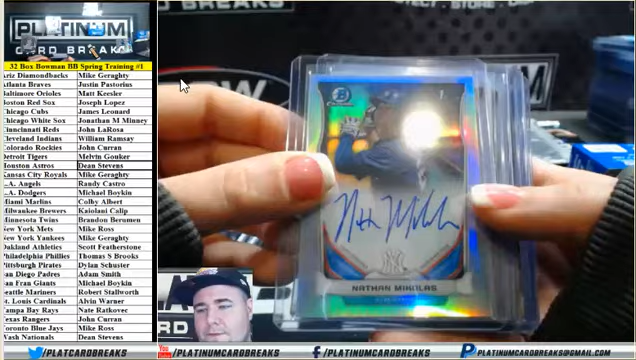 PLATINUM
CARD BREAKS
32 Box Bowman BB Spring Training #1
Ariz Diamondbacks Mike Geraghty
Atlanta Braves Justin Pastorius
Baltimore Orioles Matt Keesler
Boston Red Sox Joseph Lopez
Chicago Cubs James Leonard
Chicago White Sox Jonathan M Minney
Cinncinati Reds John LaRosa
Cleveland Indians William Ramsay
Colorado Rockies John Curran
Detroit Tigers Melvin Gouker
Houston Astros Dean Stevens
Kansas City Royals Mike Geraghty
L.A. Angels Randy Castro
L.A. Dodgers Michael Boykin
Miami Marlins Colby Albert
Milwaukee Brewers Kaiolani Calip
Minnesota Twins Brandon Berumen
New York Mets Mike Ross
New York Yankees Mike Geraghty
Oakland Athletics Scott Featherstone
Philadelphia Phillies Thomas S Brooks
Pittsburgh Pirates Dylan Schuster
San Diego Padres Adam Smith
San Fran Giants Michael Boykin
Seattle Mariners Robert Stallworth
St. Louis Cardinals Alvin Warner
Tampa Bay Rays Nate Ratkovec
Texas Rangers John Curran
Toronto Blue Jays Mike Ross
Wash Nationals Dean Stevens
PROTECT . STORE .
NATHAN MIKOLAS
/PLATCARDBREAKS
You Tube /PLATINUMCARDBREAKS
/PLATINUMCARDBREAKS
PLATINUMCARDBREAKS@GMAIL.COM